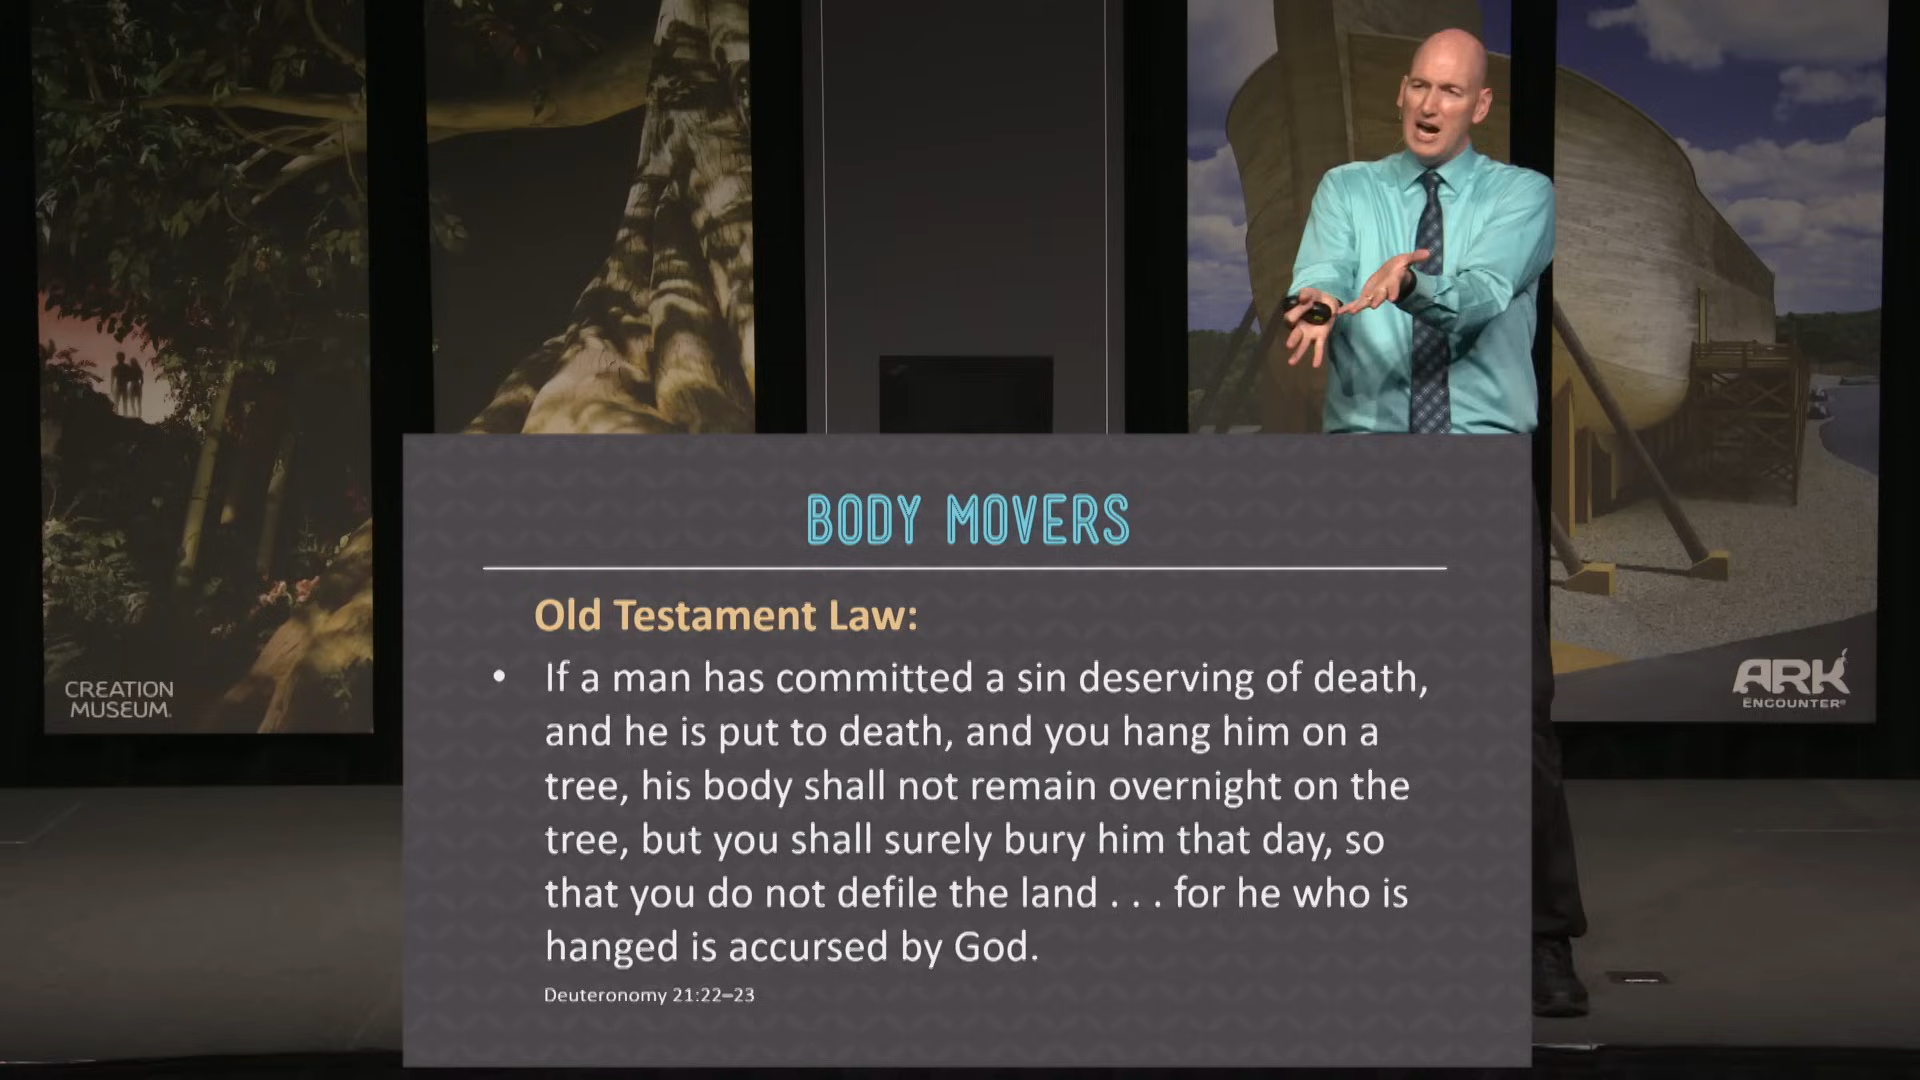 BODY MOVERS
Old Testament Law:
• If a man has committed a sin deserving of death,
and he is put to death, and you hang him on a
tree, his body shall not remain overnight on the
tree, but you shall surely bury him that day, so
that you do not defile the land . . . for he who is
hanged is accursed by God.
Deuteronomy 21:22–23
CREATION
MUSEUM.
ARK
ENCOUNTER®